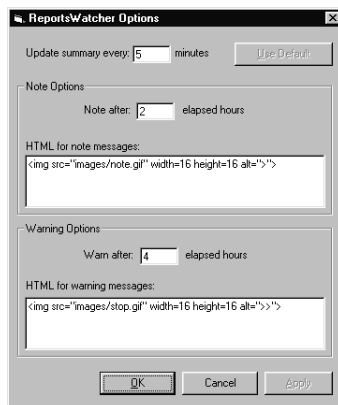 ReportsWatcher Options
Update summary every: 5 minutes Use Default
Note Options
Note after: 2 elapsed hours
HTML for note messages:
<img src="images/note.gif" width=16 height=16 alt=">">
Warning Options
Warn after: 4 elapsed hours
HTML for warning messages:
<img src="images/stop.gif" width=16 height=16 alt=">>">
OK Cancel Apply